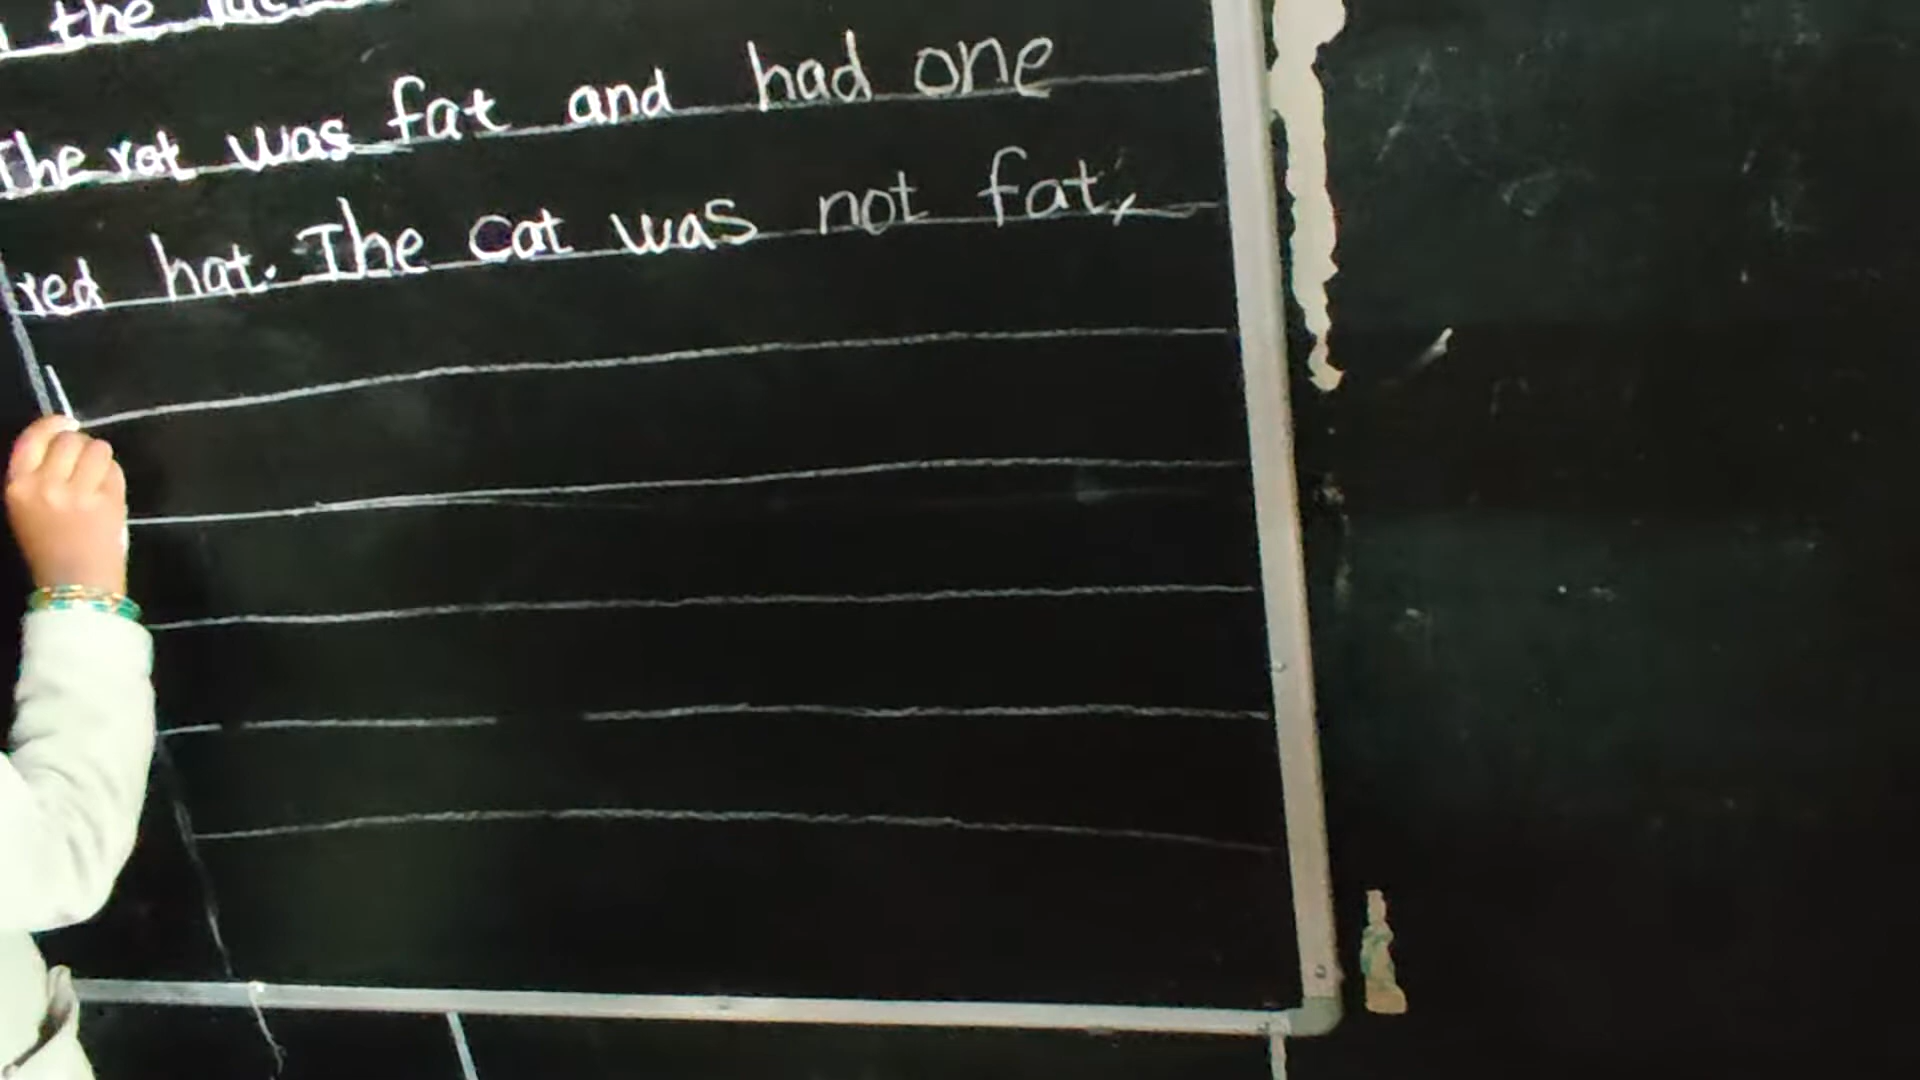 the
The rat was fat and had one
red hat. The cat was not fat,